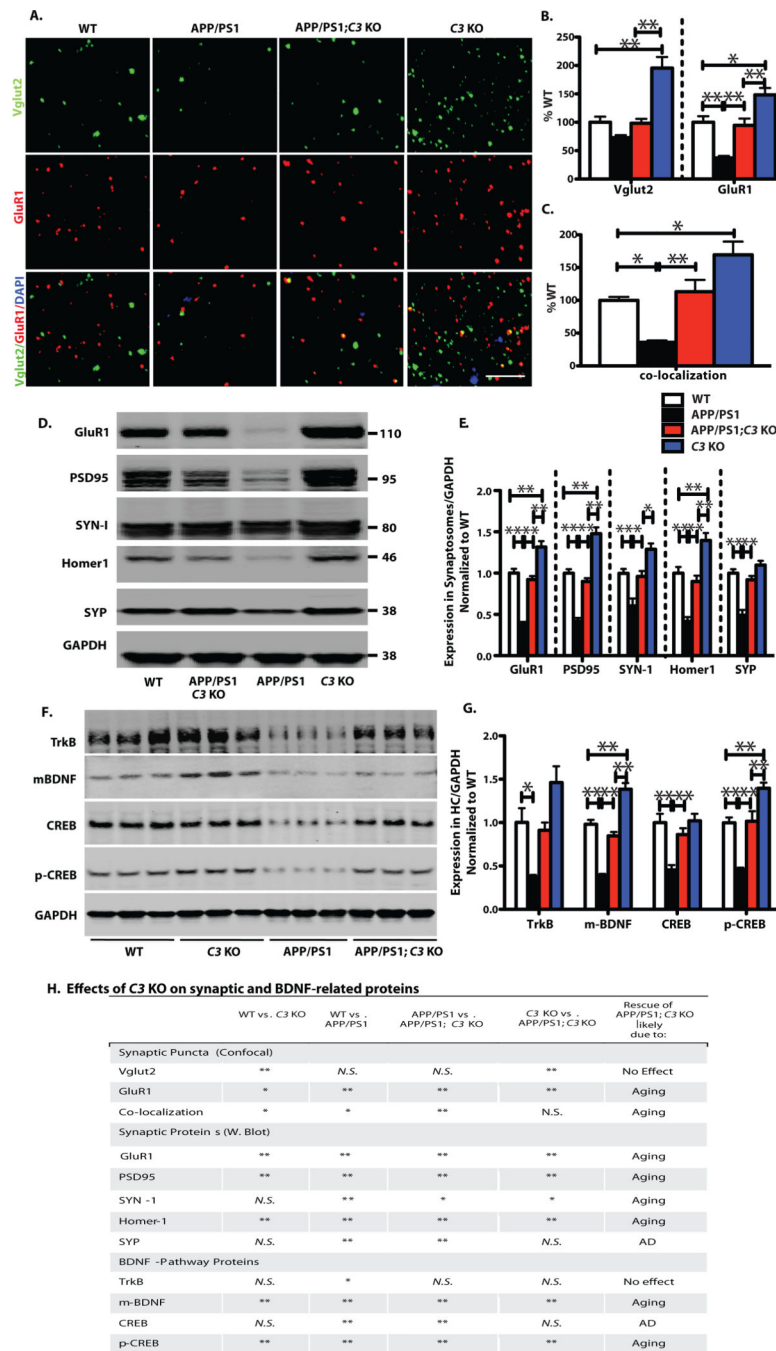 A.
WT APP/PS1 APP/PS1;C3 KO C3 KO
Vglut2
GluR1
Vglut2/GluR1/DAPI
B.
** **
* ** ** ** **
% WT
250
200
150
100
50
0
Vglut2 GluR1
C.
*
* **
% WT
200
150
100
50
0
co-localization
WT
APP/PS1
APP/PS1;C3 KO
C3 KO
D.
GluR1 110
PSD95 95
SYN-I 80
Homer1 46
SYP 38
GAPDH 38
WT APP/PS1 C3 KO APP/PS1 C3 KO
E.
Expression in Synaptosomes/GAPDH
Normalized to WT
2.0
1.5
1.0
0.5
0.0
** ** **
** ** * **
**** **** *** **** ****
GluR1 PSD95 SYN-1 Homer1 SYP
F.
TrkB
mBDNF
CREB
p-CREB
GAPDH
WT C3 KO APP/PS1 APP/PS1; C3 KO
G.
Expression in HC/GAPDH
Normalized to WT
2.0
1.5
1.0
0.5
0.0
** **
* ** **
**** **** ****
TrkB m-BDNF CREB p-CREB
H. Effects of C3 KO on synaptic and BDNF-related proteins
WT vs. C3 KO WT vs. APP/PS1 APP/PS1 vs. APP/PS1; C3 KO C3 KO vs. APP/PS1; C3 KO Rescue of APP/PS1; C3 KO likely due to:
Synaptic Puncta (Confocal)
Vglut2 ** N.S. N.S. ** No Effect
GluR1 * ** ** ** Aging
Co-localization * * ** N.S. Aging
Synaptic Protein s (W. Blot)
GluR1 ** ** ** ** Aging
PSD95 ** ** ** ** Aging
SYN -1 N.S. ** * * Aging
Homer-1 ** ** ** ** Aging
SYP N.S. ** ** N.S. AD
BDNF -Pathway Proteins
TrkB N.S. * N.S. N.S. No effect
m-BDNF ** ** ** ** Aging
CREB N.S. ** ** N.S. AD
p-CREB ** ** ** ** Aging